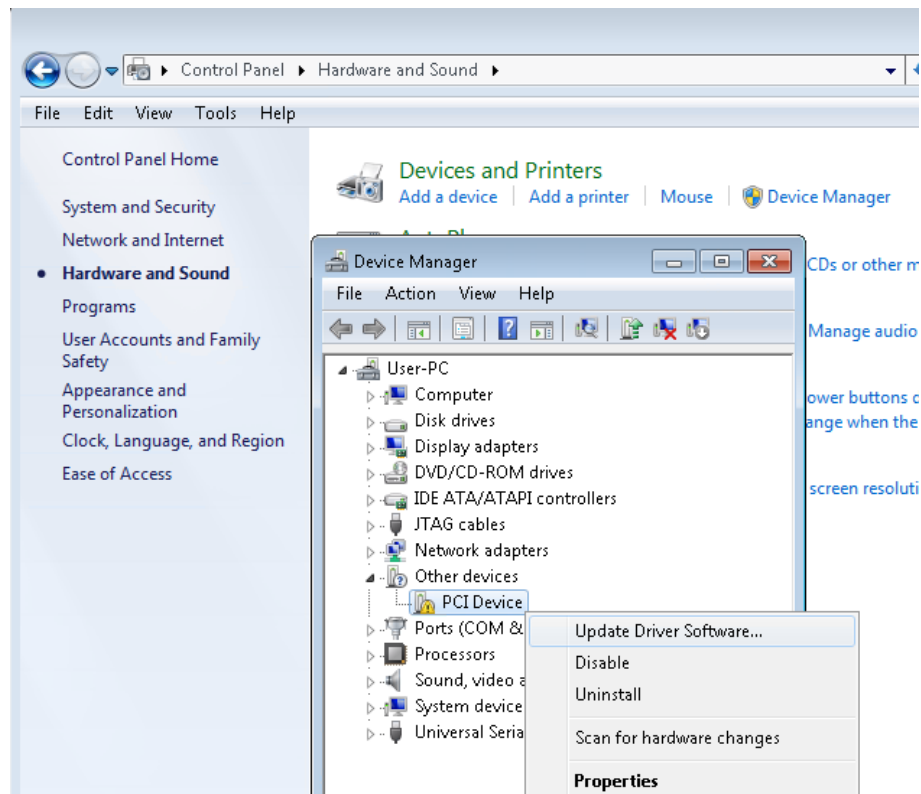 Control Panel Hardware and Sound
File Edit View Tools Help
Control Panel Home
System and Security
Network and Internet
Hardware and Sound
Programs
User Accounts and Family
Safety
Appearance and
Personalization
Clock, Language, and Region
Ease of Access
Devices and Printers
Add a device Add a printer Mouse Device Manager
CDs or other m
Manage audio
ower buttons
ange when the
screen resoluti
Device Manager
File Action View Help
User-PC
Computer
Disk drives
Display adapters
DVD/CD-ROM drives
IDE ATA/ATAPI controllers
JTAG cables
Network adapters
Other devices
PCI Device
Ports (COM &
Processors
Sound, video
System device
Universal Seria
Update Driver Software...
Disable
Uninstall
Scan for hardware changes
Properties